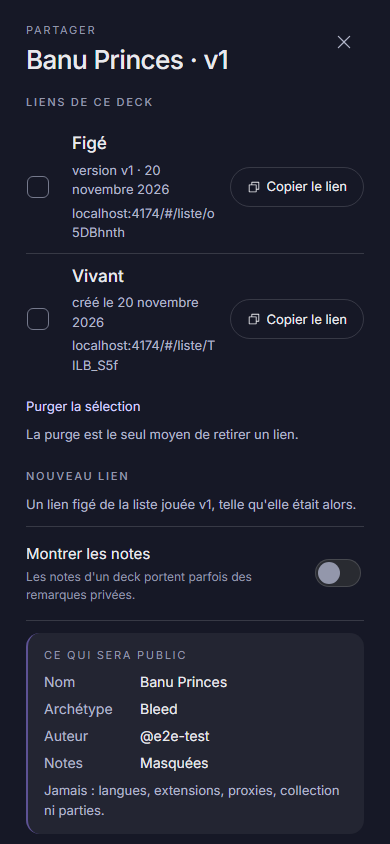 PARTAGER
Banu Princes · v1
LIENS DE CE DECK
Figé
version v1 · 20
novembre 2026
localhost:4174/#/liste/o
5DBhnth
Copier le lien
Vivant
créé le 20 novembre
2026
localhost:4174/#/liste/T
ILB_S5f
Copier le lien
Purger la sélection
La purge est le seul moyen de retirer un lien.
NOUVEAU LIEN
Un lien figé de la liste jouée v1, telle qu'elle était alors.
Montrer les notes
Les notes d'un deck portent parfois des
remarques privées.
CE QUI SERA PUBLIC
Nom Banu Princes
Archétype Bleed
Auteur @e2e-test
Notes Masquées
Jamais : langues, extensions, proxies, collection
ni parties.